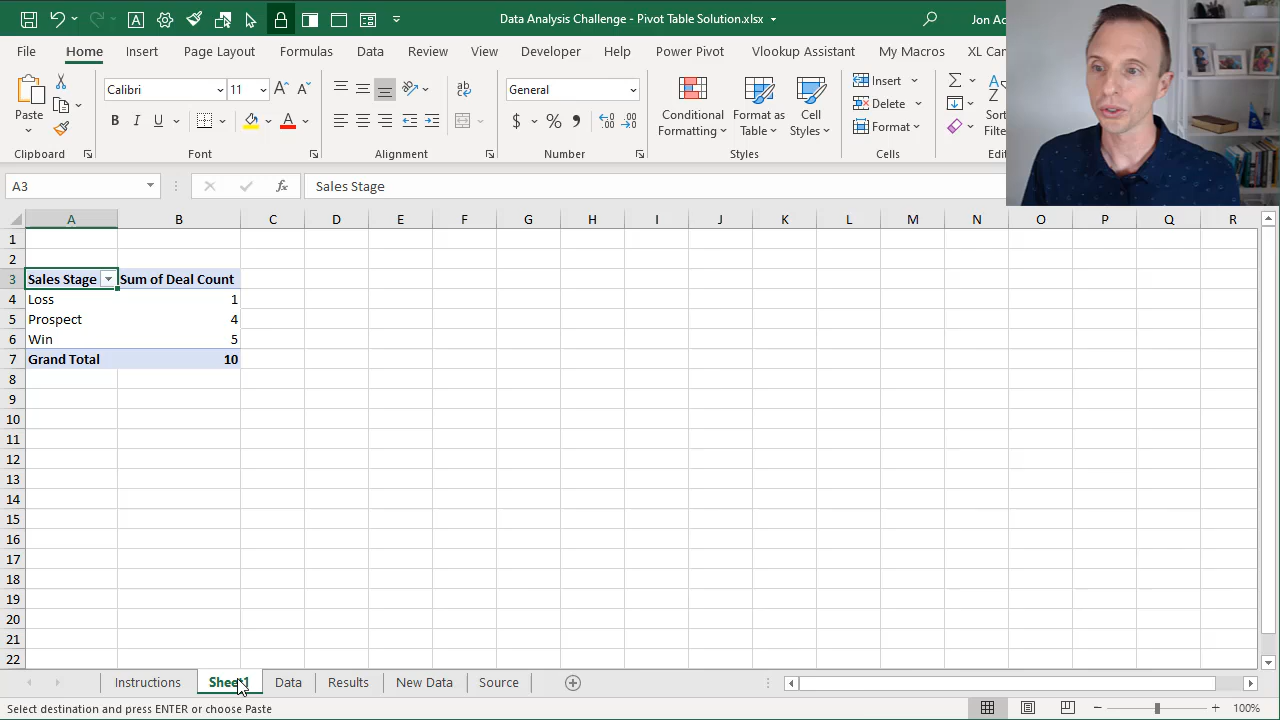 Data Analysis Challenge - Pivot Table Solution.xlsx
Jon Ac
File Home Insert Draw Page Layout Formulas Data Review View Developer Help Power Pivot Vlookup Assistant My Macros XL Cam
Calibri 11 General
Paste
Conditional Formatting
Format as Table
Cell Styles
Insert
Delete
Format
Sort
Filte
Clipboard Font Alignment Number Styles Cells Edi
A3 fx Sales Stage
A B C D E F G H I J K L M N O P Q R
1
2
3 Sales Stage Sum of Deal Count
4 Loss 1
5 Prospect 4
6 Win 5
7 Grand Total 10
8
9
10
11
12
13
14
15
16
17
18
19
20
21
22
Instructions Sheet1 Data Results New Data Source
Select destination and press ENTER or choose Paste 100%